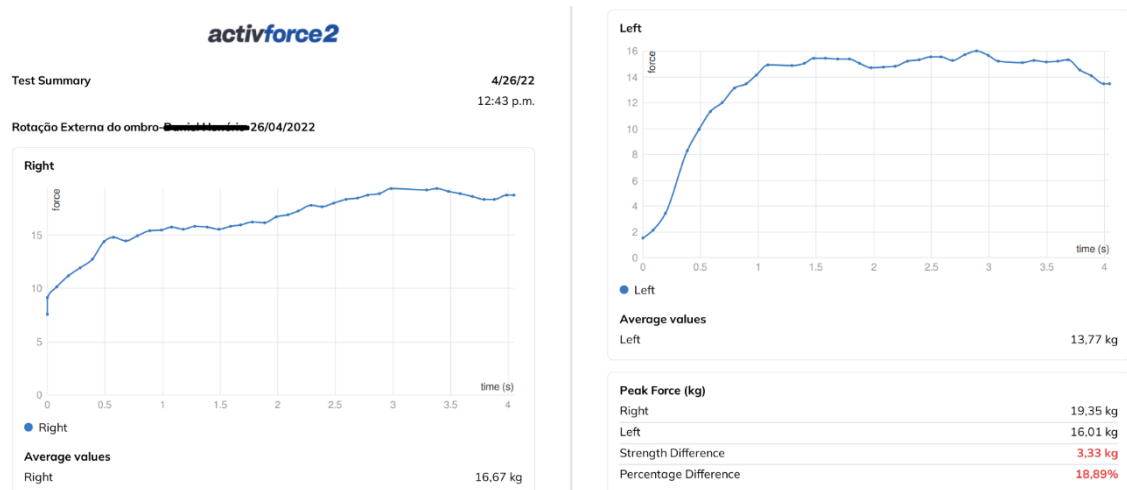 activforce2
Test Summary 4/26/22
12:43 p.m.
Rotação Externa do ombro- 26/04/2022
Right
force
15
10
5
0
time (s)
0 0.5 1 1.5 2 2.5 3 3.5 4
Right
Average values
Right 16,67 kg
Left
16
force
14
12
10
8
6
4
2
0
time (s)
0 0.5 1 1.5 2 2.5 3 3.5 4
Left
Average values
Left 13,77 kg
Peak Force (kg)
Right 19,35 kg
Left 16,01 kg
Strength Difference 3,33 kg
Percentage Difference 18,89%